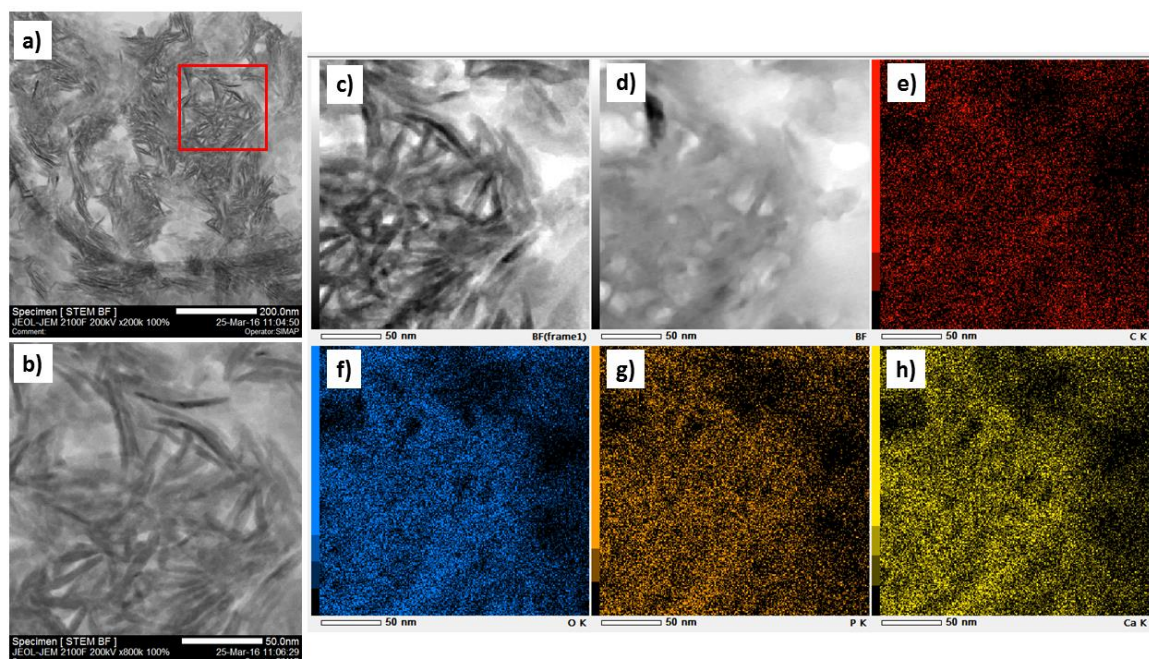 a)
Specimen [ STEM BF ] 200.0nm
JEOL-JEM 2100F 200kV x200k 100% 25-Mar-16 11:04:50
Comment: Operator:SIMAP
b)
Specimen [ STEM BF ] 50.0nm
JEOL-JEM 2100F 200kV x800k 100% 25-Mar-16 11:06:29
c)
50 nm BF(frame1)
d)
50 nm BF
e)
50 nm C K
f)
50 nm O K
g)
50 nm P K
h)
50 nm Ca K